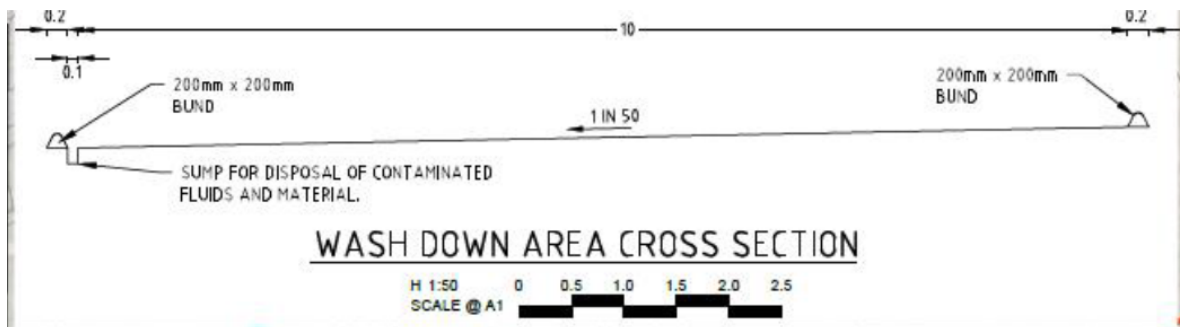 0.2
10
0.2
0.1
200mm x 200mm
BUND
200mm x 200mm
BUND
1 IN 50
SUMP FOR DISPOSAL OF CONTAMINATED
FLUIDS AND MATERIAL.
WASH DOWN AREA CROSS SECTION
H 1:50 0 0.5 1.0 1.5 2.0 2.5
SCALE @ A1